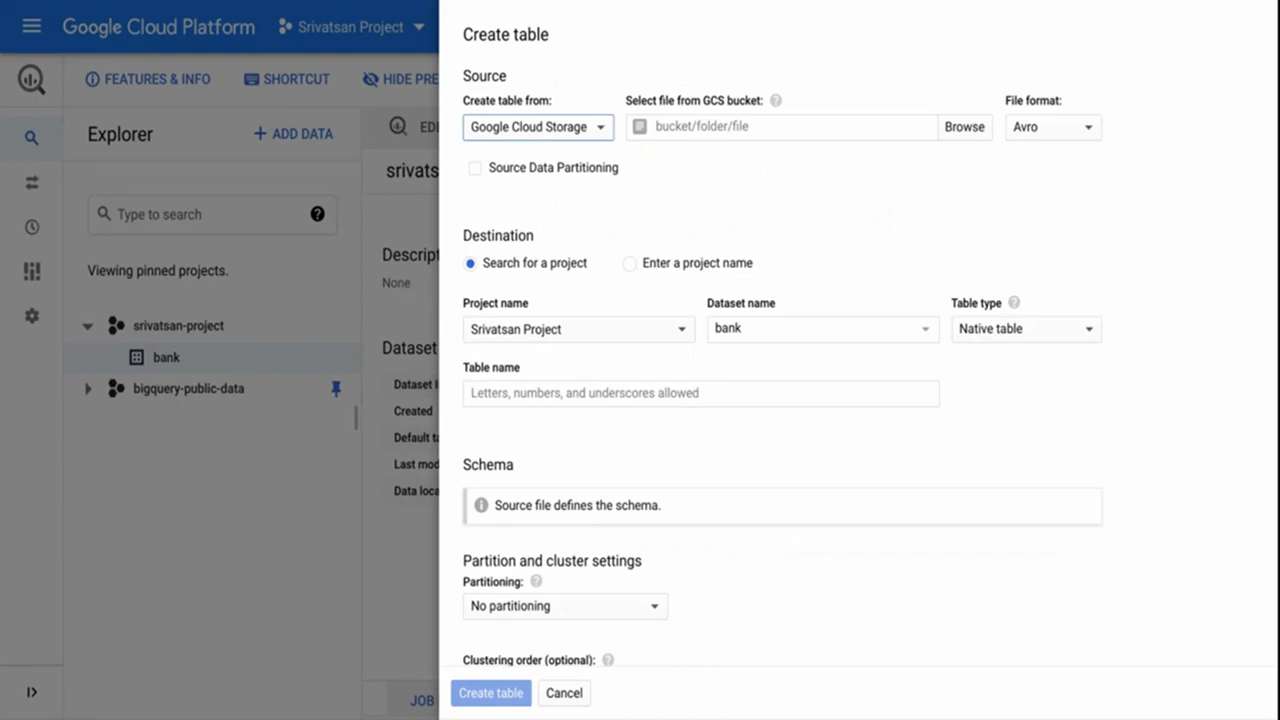 Google Cloud Platform
Srivatsan Project
FEATURES & INFO
SHORTCUT
HIDE PRE
Explorer
+ ADD DATA
Type to search
Viewing pinned projects.
srivatsan-project
bank
bigquery-public-data
EDI
srivats
Descript
None
Dataset
Dataset I
Created
Default ta
Last mod
Data loca
JOB
Create table
Source
Create table from:
Select file from GCS bucket:
File format:
Google Cloud Storage
bucket/folder/file
Browse
Avro
Source Data Partitioning
Destination
Search for a project
Enter a project name
Project name
Dataset name
Table type
Srivatsan Project
bank
Native table
Table name
Letters, numbers, and underscores allowed
Schema
Source file defines the schema.
Partition and cluster settings
Partitioning:
No partitioning
Clustering order (optional):
Create table
Cancel